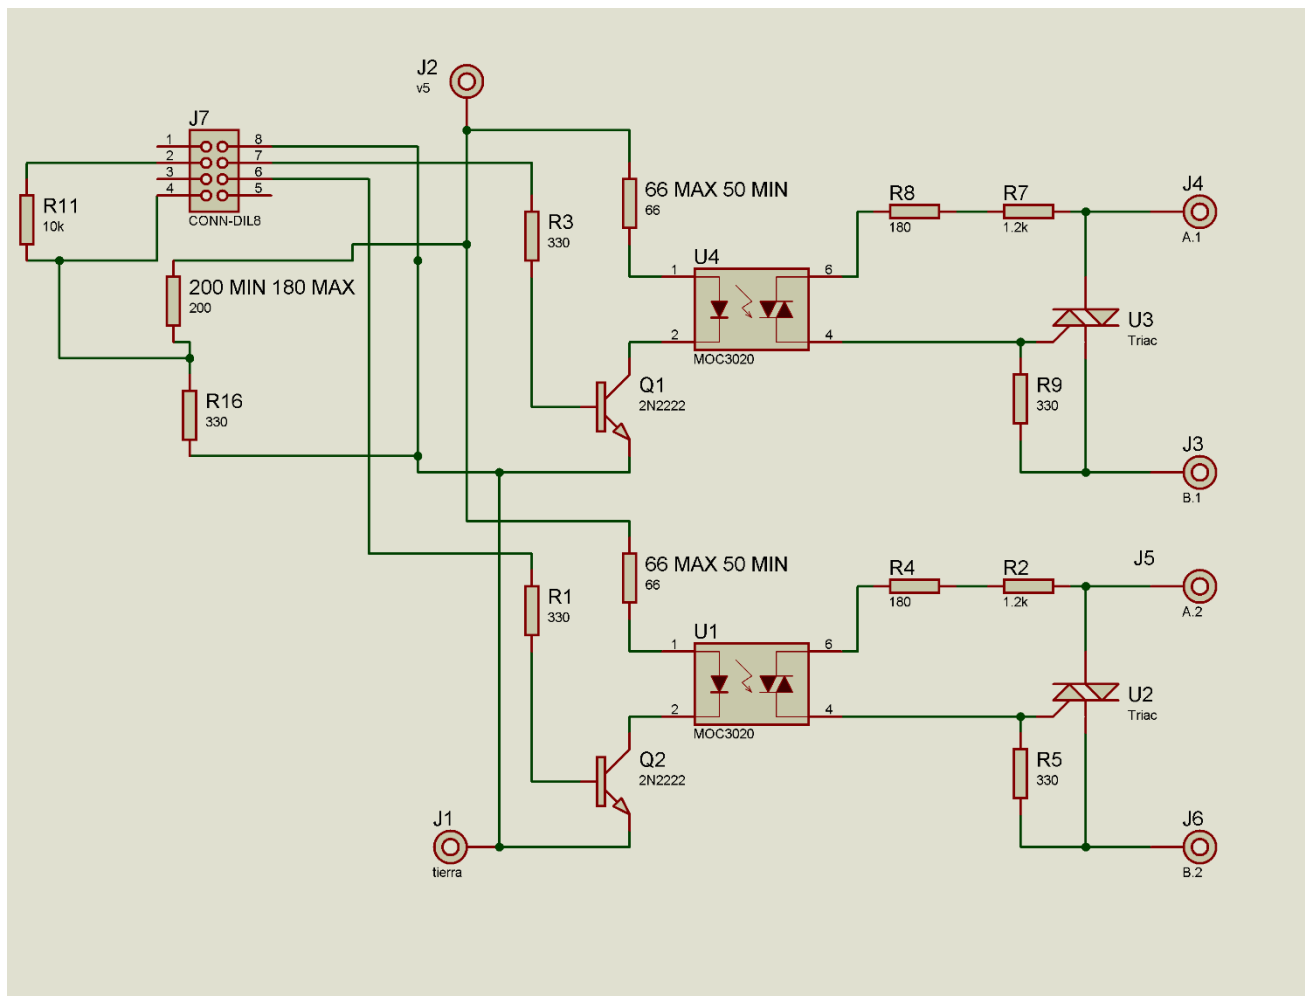 J2
v5
J7
1
2
3
4
8
7
6
5
CONN-DIL8
R11
10k
200 MIN 180 MAX
200
R16
330
R3
330
66 MAX 50 MIN
66
U4
1
2
6
4
MOC3020
Q1
2N2222
R8
180
R7
1.2k
J4
A.1
U3
Triac
R9
330
J3
B.1
R1
330
66 MAX 50 MIN
66
U1
1
2
6
4
MOC3020
Q2
2N2222
R4
180
R2
1.2k
J5
A.2
U2
Triac
R5
330
J6
B.2
J1
tierra